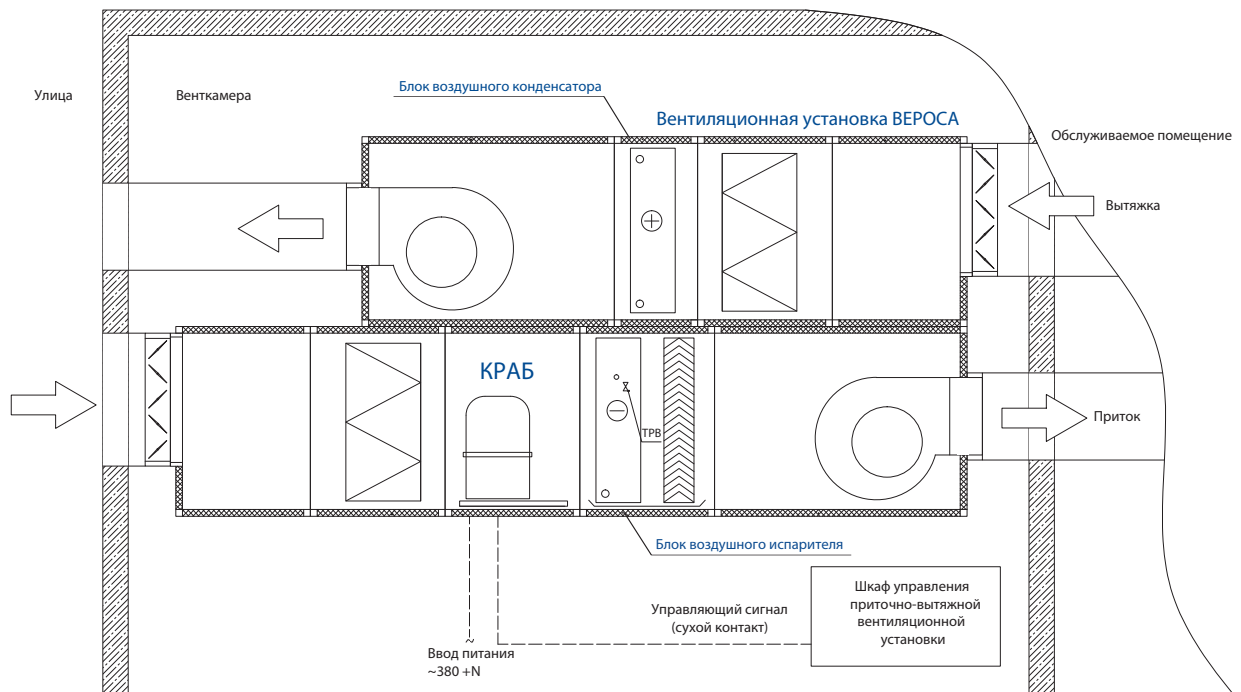 Блок воздушного конденсатора
Улица
Венткамера
Вентиляционная установка ВЕРОСА
Обслуживаемое помещение
Вытяжка
КРАБ
ТРВ
Приток
Блок воздушного испарителя
Шкаф управления
приточно-вытяжной
вентиляционной
установки
Управляющий сигнал
(сухой контакт)
~
Ввод питания
~380 +N